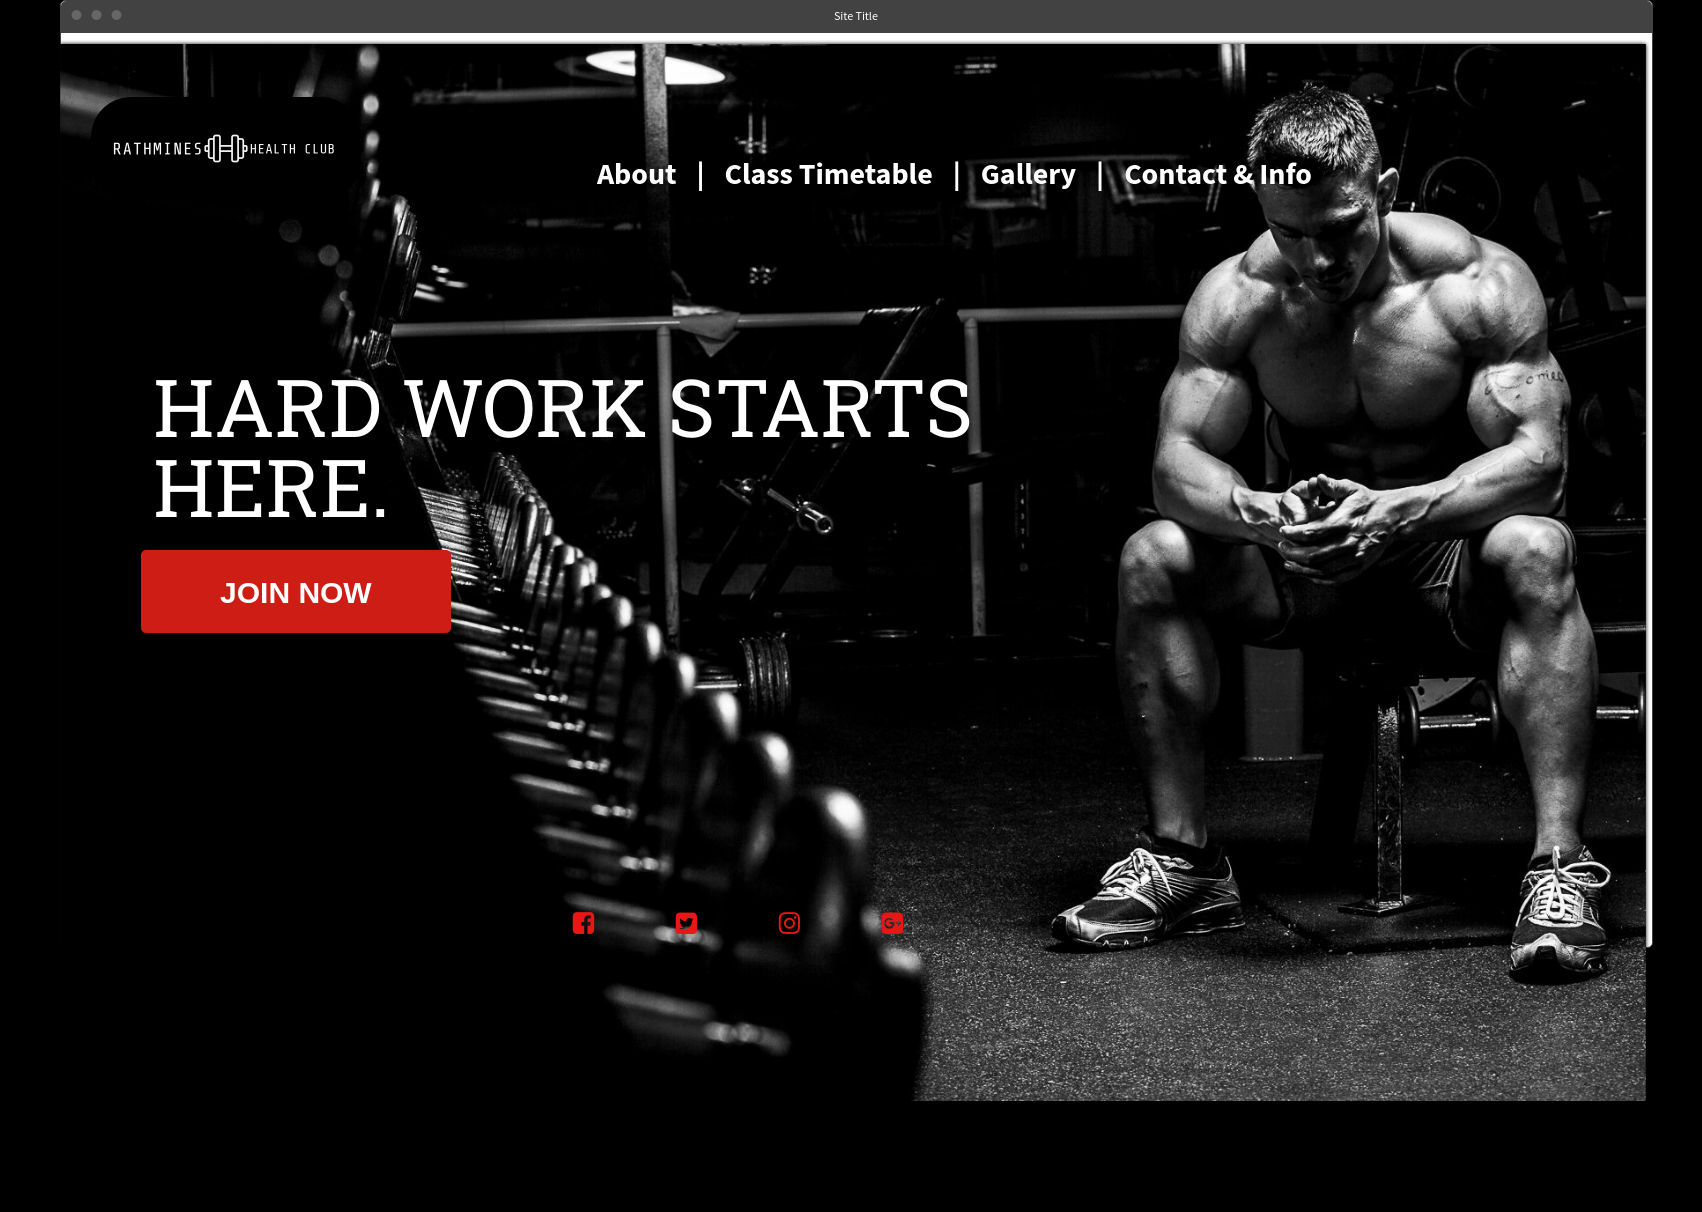 Site Title
RATHMINES HEALTH CLUB
About | Class Timetable | Gallery | Contact & Info
HARD WORK STARTS
HERE.
JOIN NOW